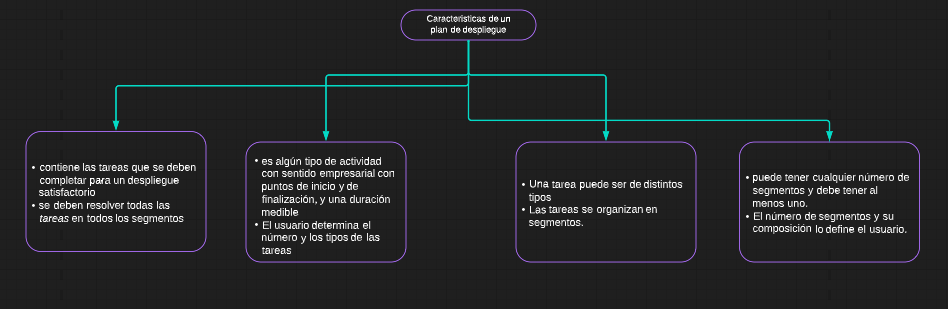 Caracteristicas de un
plan de despliegue
• contiene las tareas que se deben
completar para un despliegue
satisfactorio
• se deben resolver todas las
tareas en todos los segmentos
• es algún tipo de actividad
con sentido empresarial con
puntos de inicio y de
finalización, y una duración
medible
• El usuario determina el
número y los tipos de las
tareas
• Una tarea puede ser de distintos
tipos
• Las tareas se organizan en
segmentos.
• puede tener cualquier número de
segmentos y debe tener al
menos uno.
• El número de segmentos y su
composición lo define el usuario.